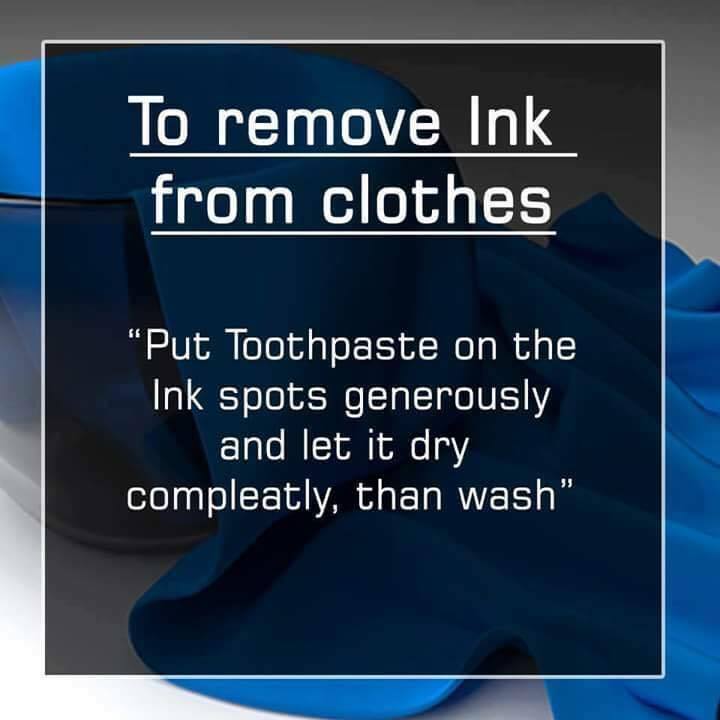 To remove Ink
from clothes
“Put Toothpaste on the
Ink spots generously
and let it dry
compleatly, than wash”